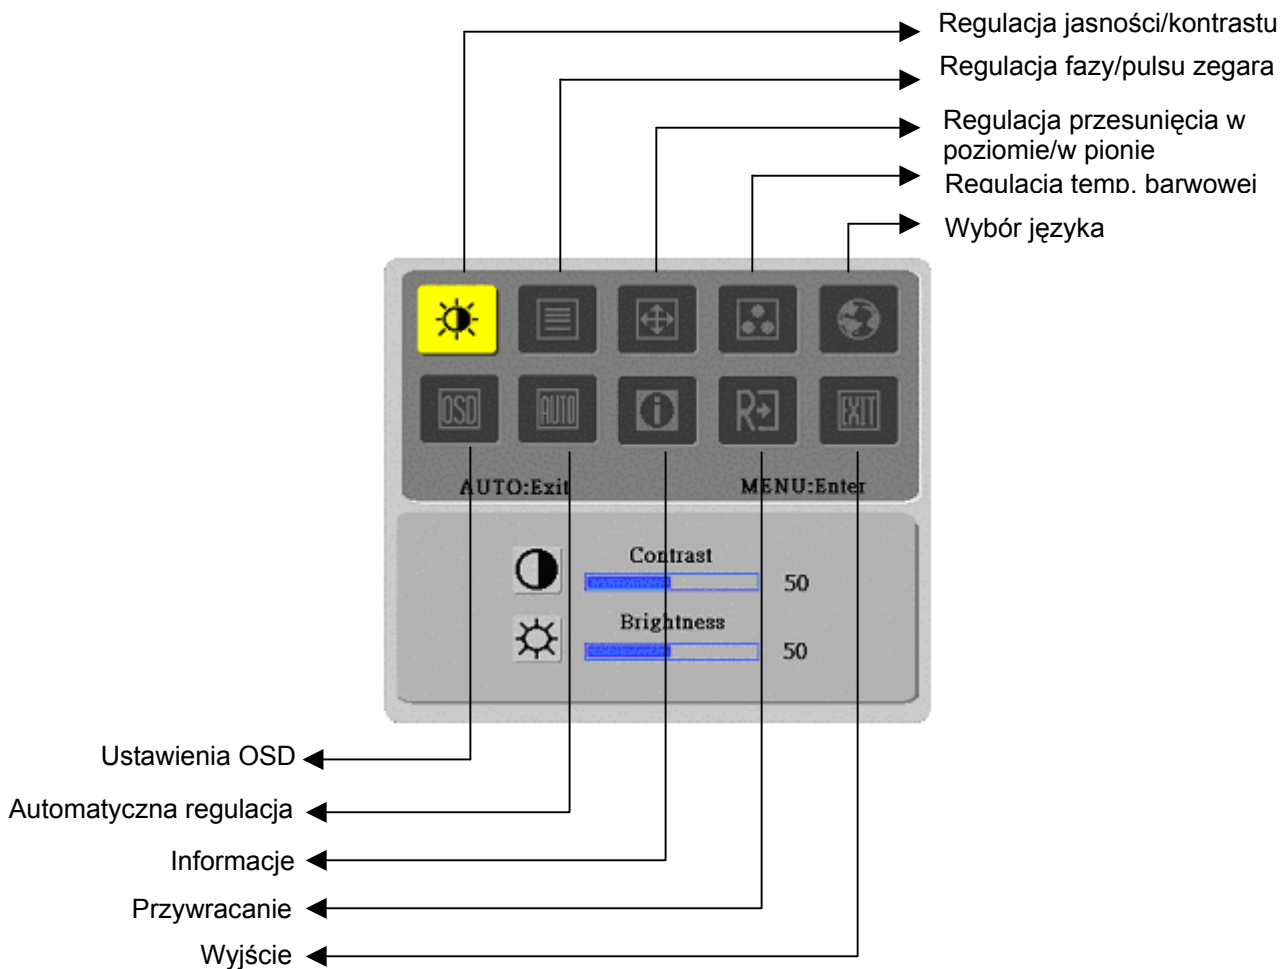 Regulacja jasności/kontrastu
Regulacja fazy/pulsu zegara
Regulacja przesunięcia w
poziomie/w pionie
Regulacja temp. barwowej
Wybór języka
OSD
AUTO
R
EXIT
AUTO:Exit
MENU:Enter
Contrast
50
Brightness
50
Ustawienia OSD
Automatyczna regulacja
Informacje
Przywracanie
Wyjście